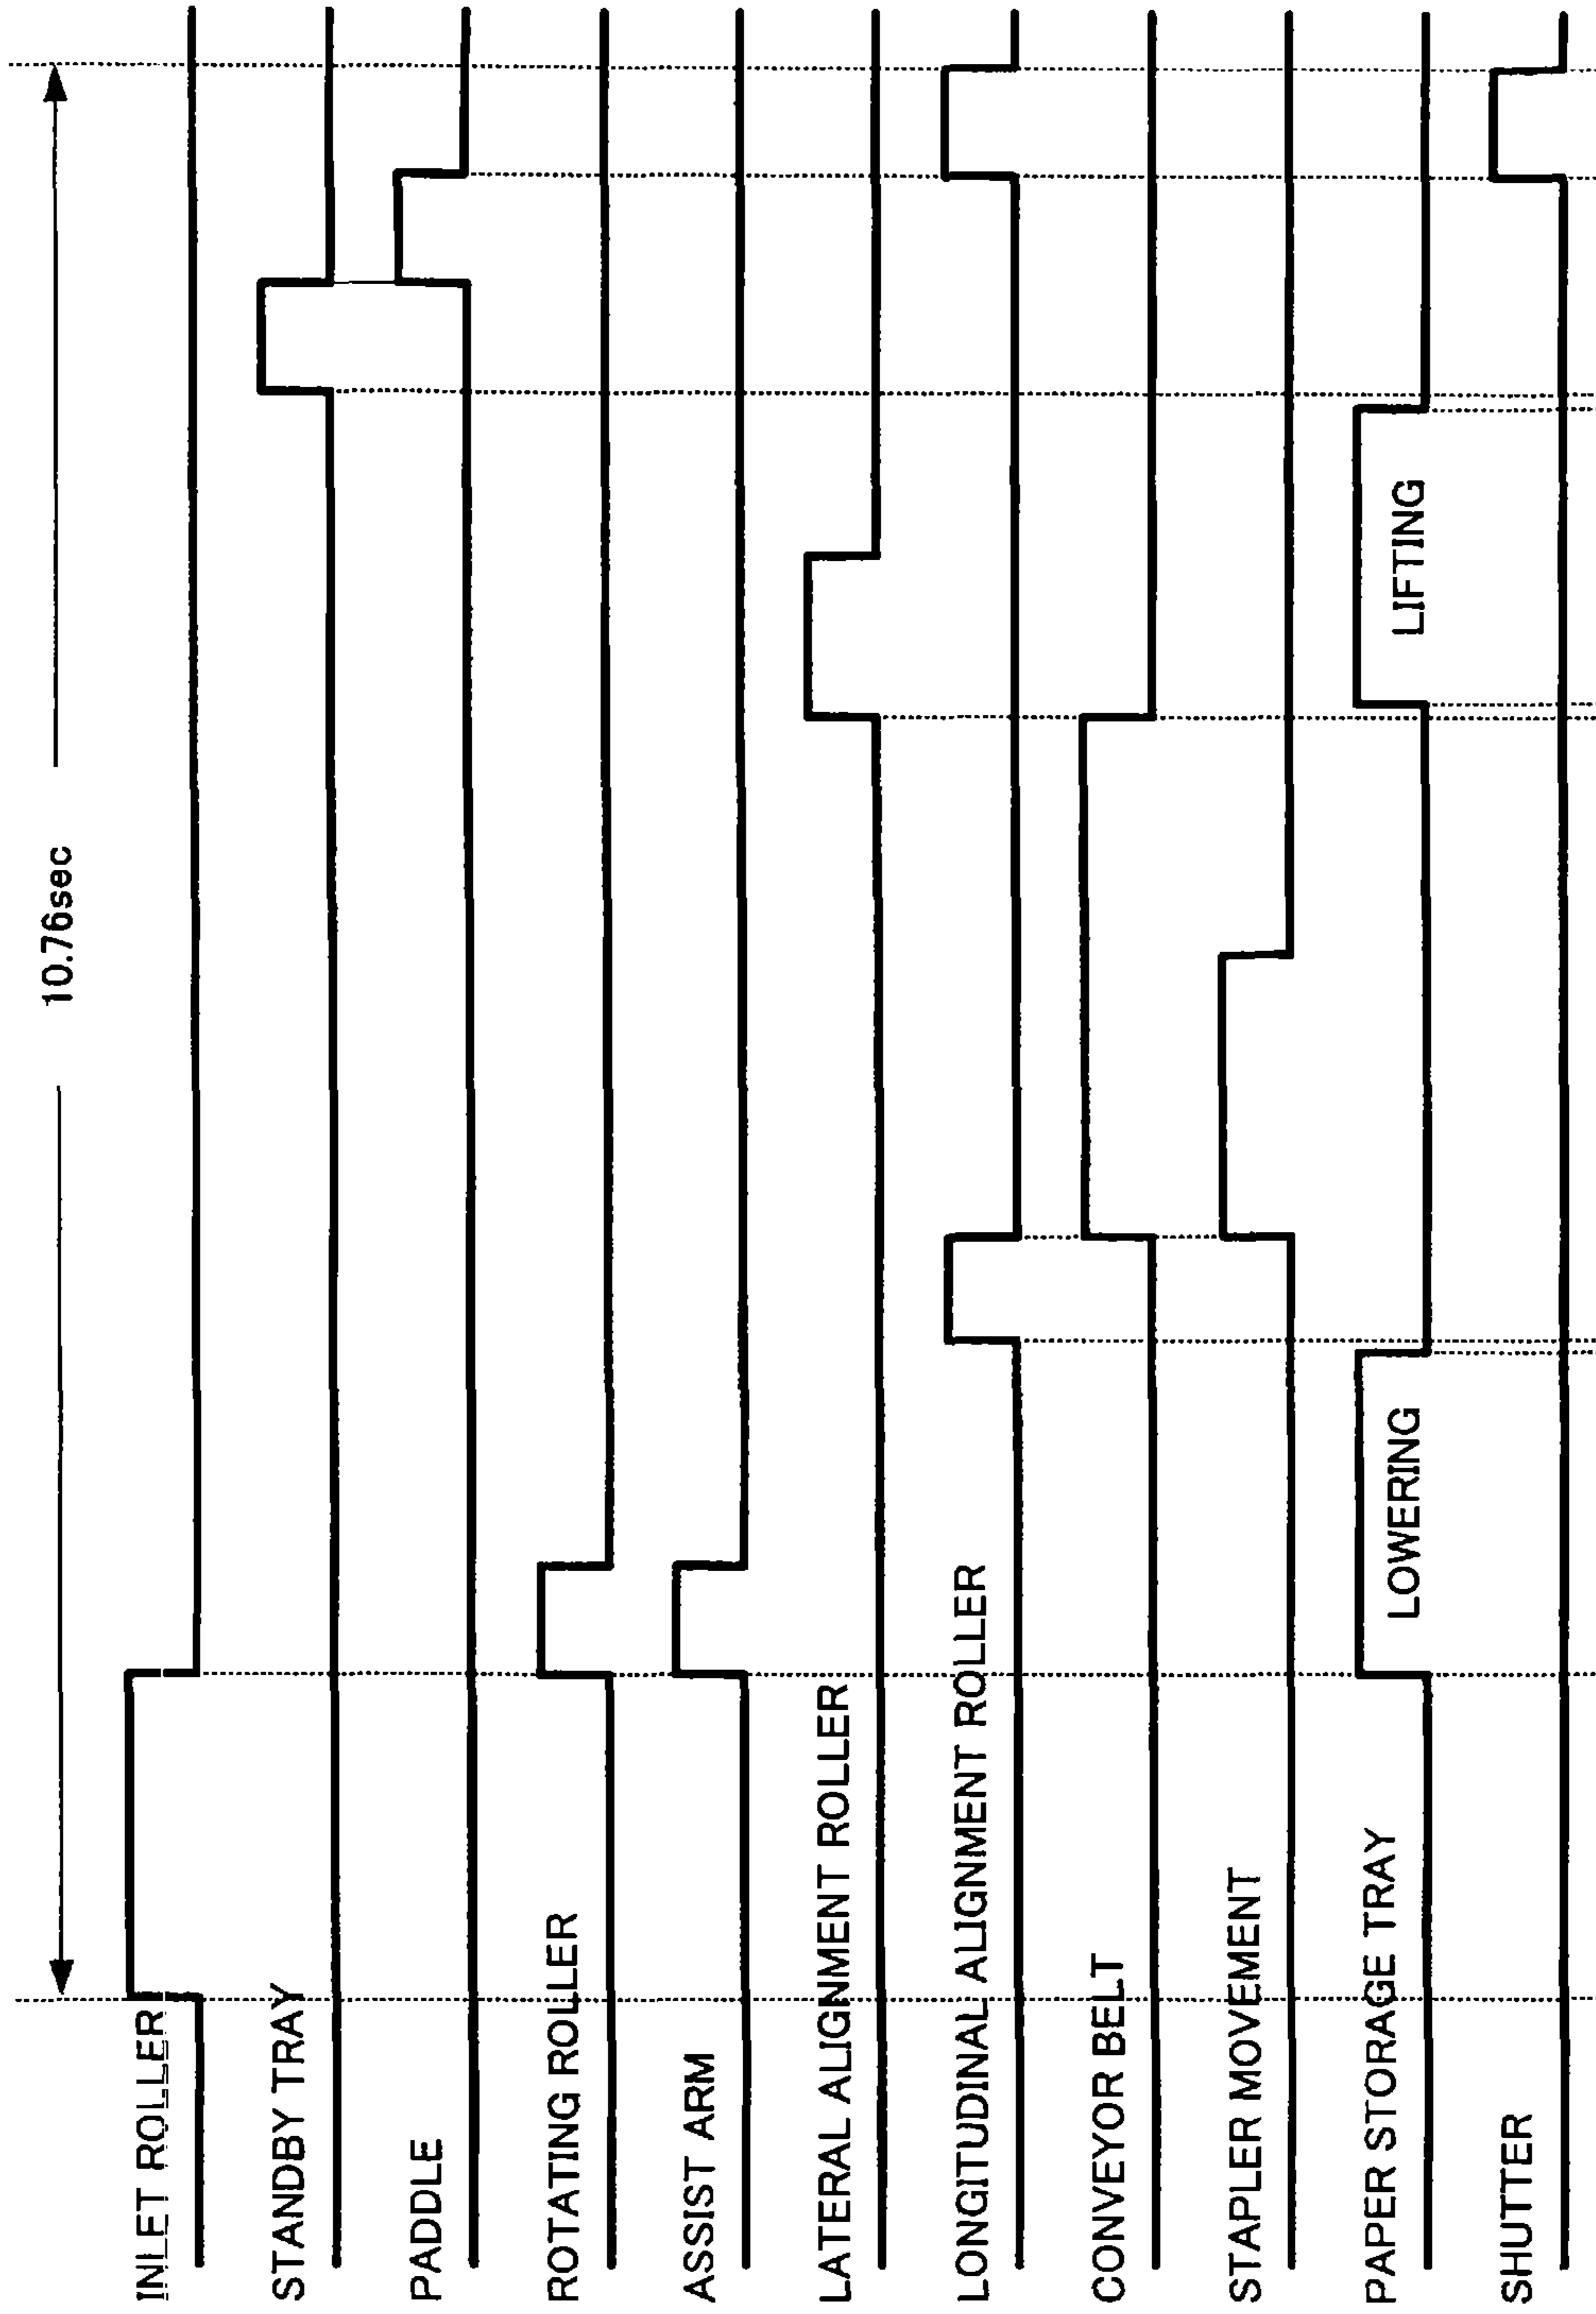 10.76sec
INLET ROLLER
STANDBY TRAY
PADDLE
ROTATING ROLLER
ASSIST ARM
LATERAL ALIGNMENT ROLLER
LONGITUDINAL ALIGNMENT ROLLER
CONVEYOR BELT
STAPLER MOVEMENT
PAPER STORAGE TRAY
LOWERING
LIFTING
SHUTTER